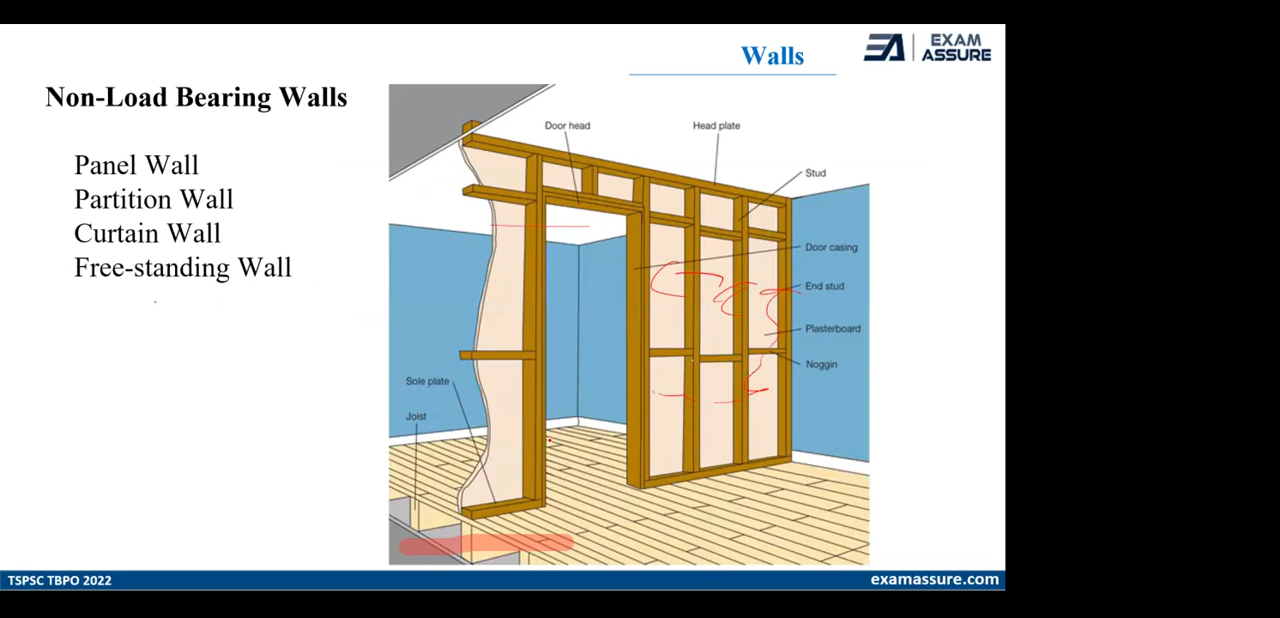 Walls
EXAM
ASSURE
Non-Load Bearing Walls
Panel Wall
Partition Wall
Curtain Wall
Free-standing Wall
Door head
Head plate
Stud
Door casing
End stud
Plasterboard
Noggin
Sole plate
Joist
TSPSC TBPO 2022
examassure.com